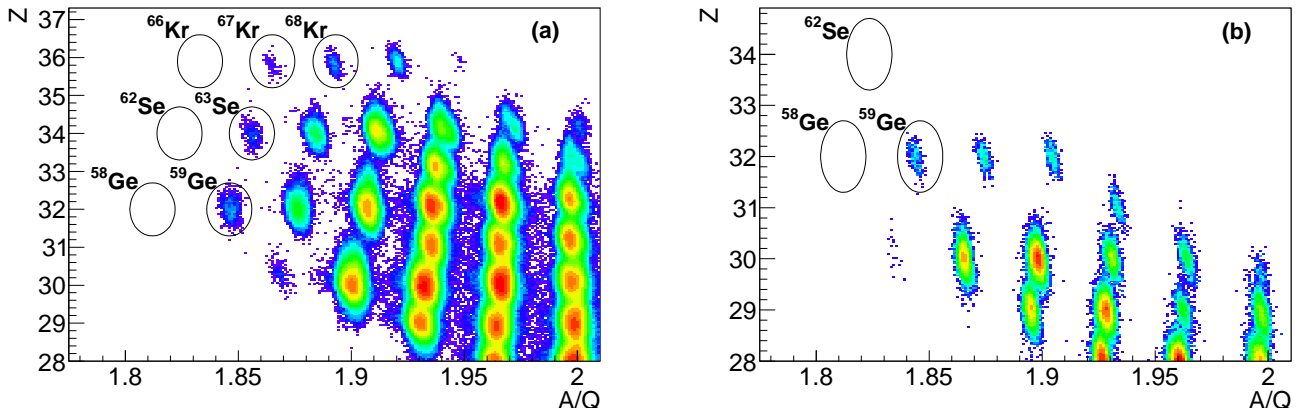 Z
37
36
35
34
33
32
31
30
29
28
⁶⁶Kr ⁶⁷Kr ⁶⁸Kr
(a)
⁶²Se ⁶³Se
⁵⁸Ge ⁵⁹Ge
1.8 1.85 1.9 1.95 2
A/Q
Z
34
33
32
31
30
29
28
⁶²Se
(b)
⁵⁸Ge ⁵⁹Ge
1.8 1.85 1.9 1.95 2
A/Q